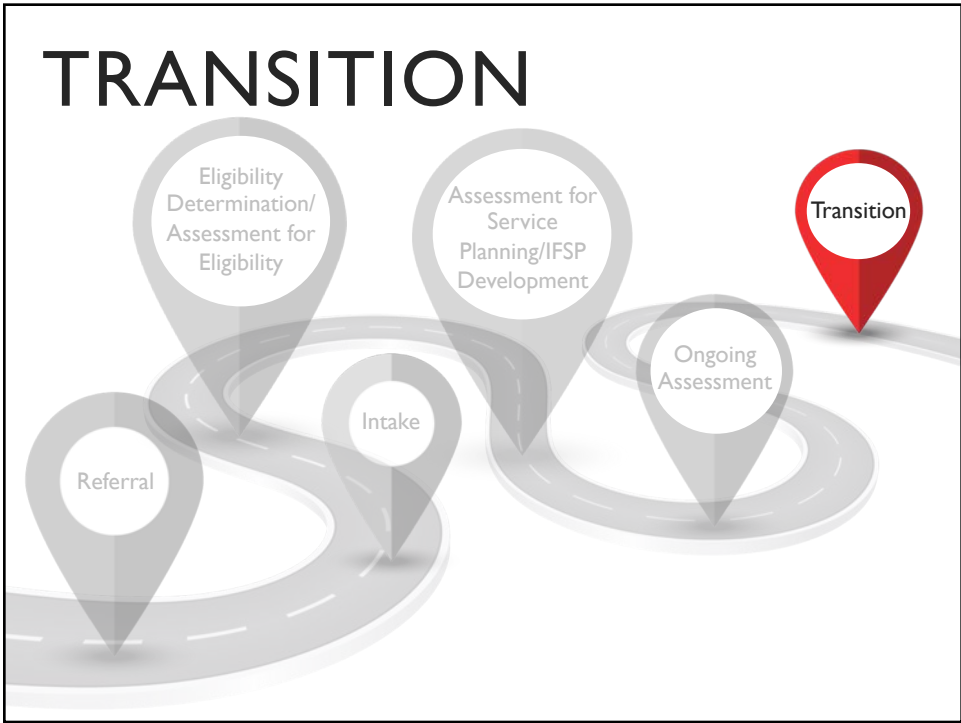 TRANSITION
Eligibility
Determination/
Assessment for
Eligibility
Assessment for
Service
Planning/IFSP
Development
Transition
Ongoing
Assessment
Intake
Referral